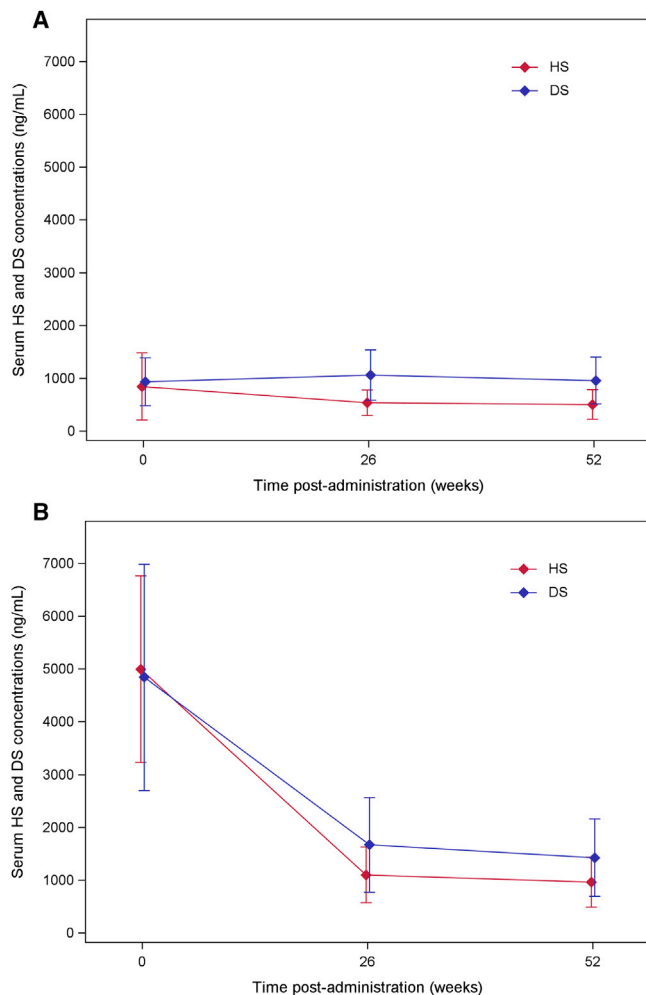 A
Serum HS and DS concentrations (ng/mL)
7000
6000
5000
4000
3000
2000
1000
0
HS
DS
0
26
52
Time post-administration (weeks)
B
Serum HS and DS concentrations (ng/mL)
7000
6000
5000
4000
3000
2000
1000
0
HS
DS
0
26
52
Time post-administration (weeks)